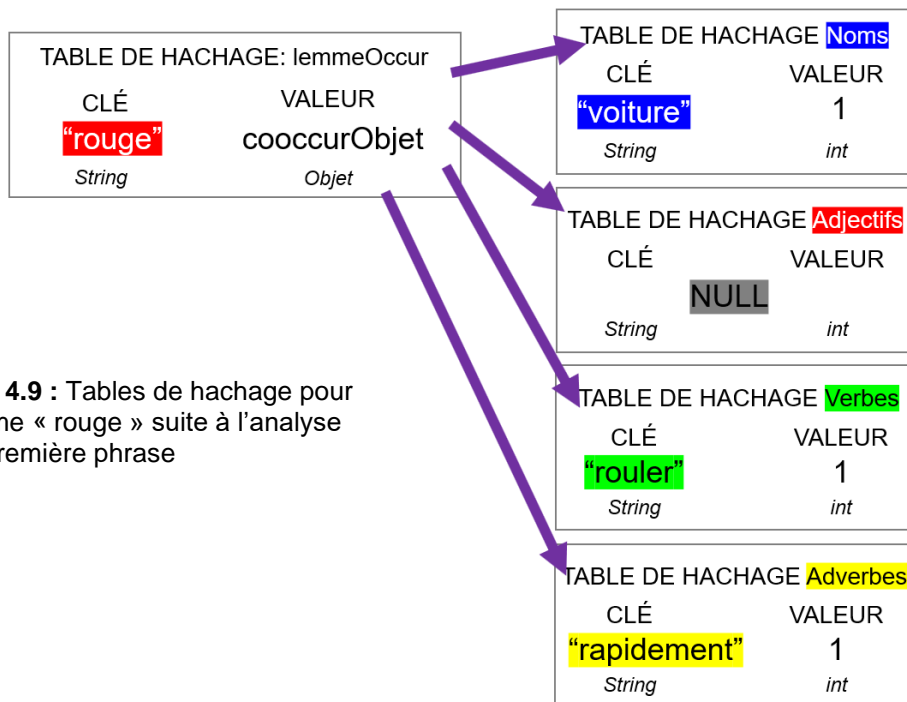 TABLE DE HACHAGE: lemmeOccur
CLÉ VALEUR
“rouge” cooccurObjet
String Objet
TABLE DE HACHAGE Noms
CLÉ VALEUR
“voiture” 1
String int
TABLE DE HACHAGE Adjectifs
CLÉ VALEUR
NULL
String int
TABLE DE HACHAGE Verbes
CLÉ VALEUR
“rouler” 1
String int
TABLE DE HACHAGE Adverbes
CLÉ VALEUR
“rapidement” 1
String int
4.9 : Tables de hachage pour
« rouge » suite à l’analyse
phrase